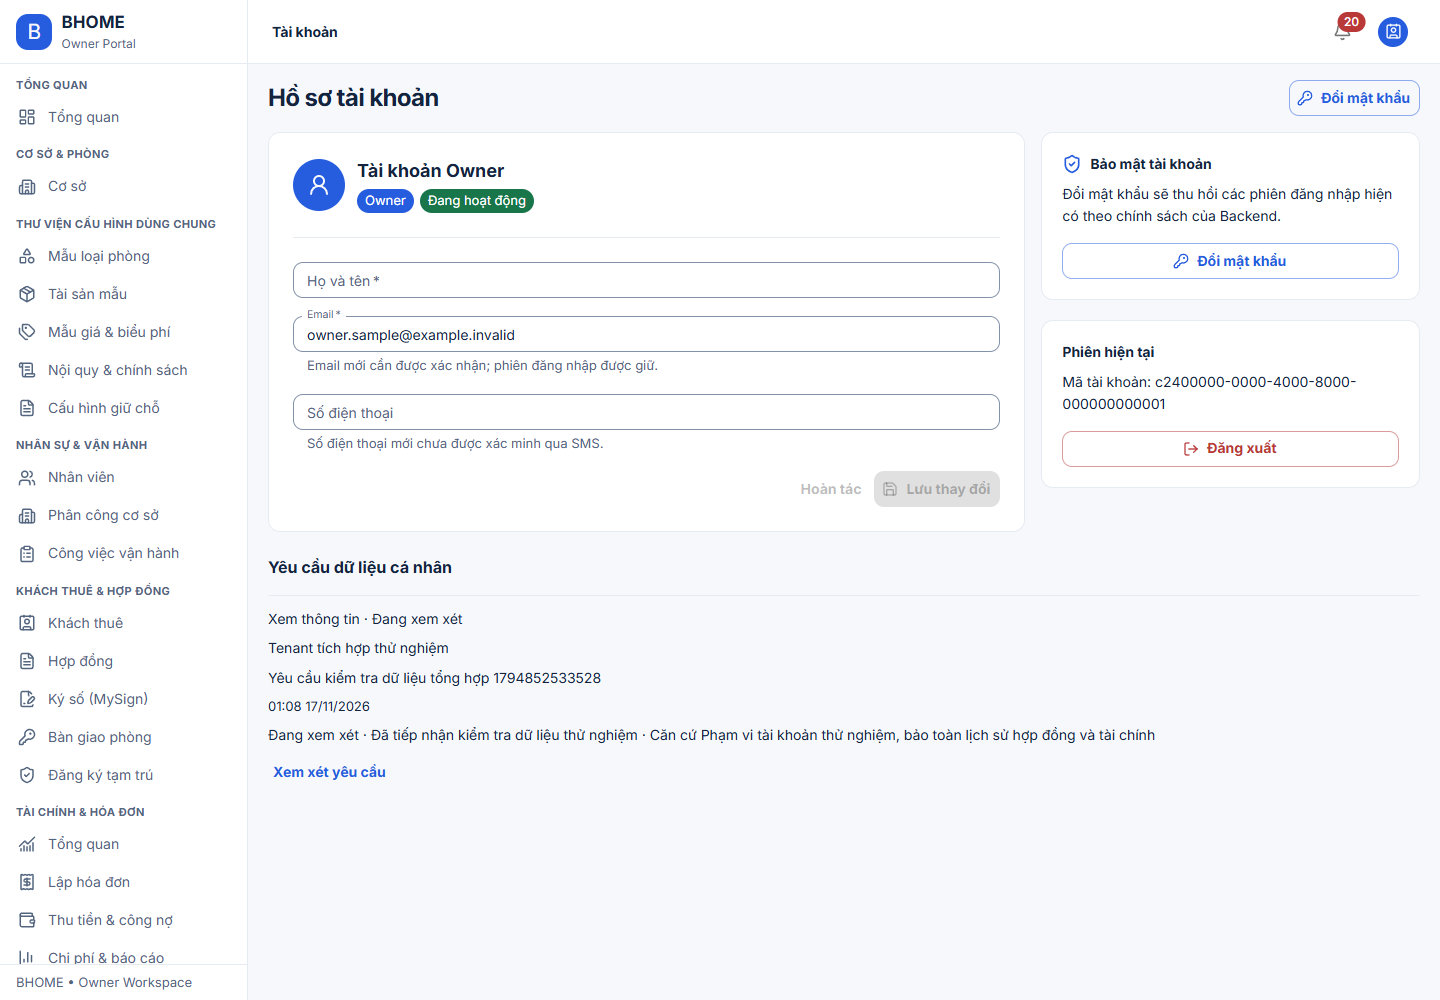 B
BHOME
Owner Portal
TỔNG QUAN
Tổng quan
CƠ SỞ & PHÒNG
Cơ sở
THƯ VIỆN CẤU HÌNH DÙNG CHUNG
Mẫu loại phòng
Tài sản mẫu
Mẫu giá & biểu phí
Nội quy & chính sách
Cấu hình giữ chỗ
NHÂN SỰ & VẬN HÀNH
Nhân viên
Phân công cơ sở
Công việc vận hành
KHÁCH THUÊ & HỢP ĐỒNG
Khách thuê
Hợp đồng
Ký số (MySign)
Bàn giao phòng
Đăng ký tạm trú
TÀI CHÍNH & HÓA ĐƠN
Tổng quan
Lập hóa đơn
Thu tiền & công nợ
Chi phí & báo cáo
BHOME • Owner Workspace
Tài khoản
20
Hồ sơ tài khoản
Đổi mật khẩu
Tài khoản Owner
Owner
Đang hoạt động
Họ và tên *
Email *
owner.sample@example.invalid
Email mới cần được xác nhận; phiên đăng nhập được giữ.
Số điện thoại
Số điện thoại mới chưa được xác minh qua SMS.
Hoàn tác
Lưu thay đổi
Bảo mật tài khoản
Đổi mật khẩu sẽ thu hồi các phiên đăng nhập hiện
có theo chính sách của Backend.
Đổi mật khẩu
Phiên hiện tại
Mã tài khoản: c2400000-0000-4000-8000-
000000000001
Đăng xuất
Yêu cầu dữ liệu cá nhân
Xem thông tin · Đang xem xét
Tenant tích hợp thử nghiệm
Yêu cầu kiểm tra dữ liệu tổng hợp 1794852533528
01:08 17/11/2026
Đang xem xét · Đã tiếp nhận kiểm tra dữ liệu thử nghiệm · Căn cứ Phạm vi tài khoản thử nghiệm, bảo toàn lịch sử hợp đồng và tài chính
Xem xét yêu cầu